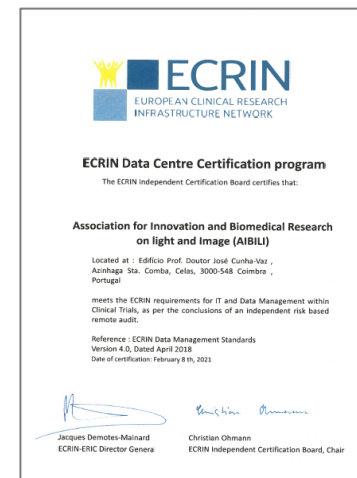 ECRIN
EUROPEAN CLINICAL RESEARCH
INFRASTRUCTURE NETWORK
ECRIN Data Centre Certification program
The ECRIN Independent Certification Board certifies that:
Association for Innovation and Biomedical Research
on light and Image (AIBILI)
Located at : Edifício Prof. Doutor José Cunha-Vaz ,
Azinhaga Sta. Comba, Celas, 3000-548 Coimbra ,
Portugal
meets the ECRIN requirements for IT and Data Management within
Clinical Trials, as per the conclusions of an independent risk based
remote audit.
Reference : ECRIN Data Management Standards
Version 4.0, Dated April 2018
Date of certification: February 8 th, 2021
Christian Ohmann
Jacques Demotes-Mainard
Christian Ohmann
ECRIN-ERIC Director Genera
ECRIN Independent Certification Board, Chair